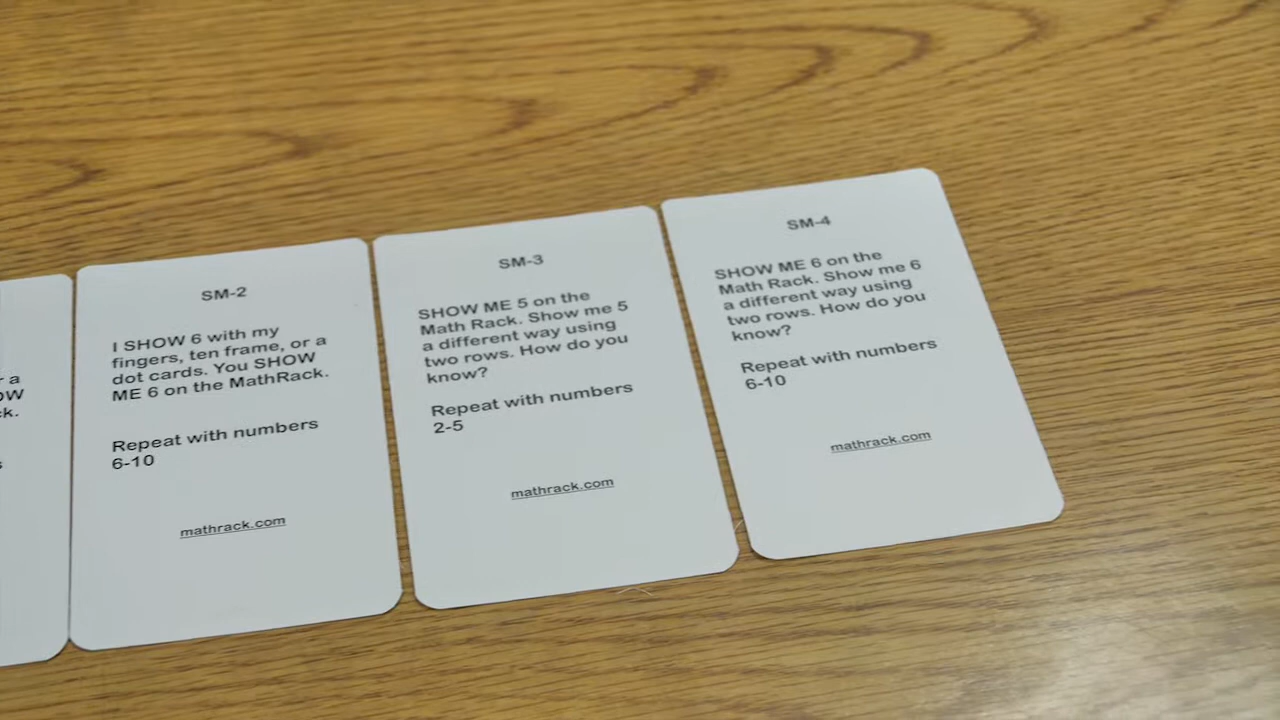 r a
OW
ck.
s
SM-2
I SHOW 6 with my
fingers, ten frame, or a
dot cards. You SHOW
ME 6 on the MathRack.
Repeat with numbers
6-10
mathrack.com
SM-3
SHOW ME 5 on the
Math Rack. Show me 5
a different way using
two rows. How do you
know?
Repeat with numbers
2-5
mathrack.com
SM-4
SHOW ME 6 on the
Math Rack. Show me 6
a different way using
two rows. How do you
know?
Repeat with numbers
6-10
mathrack.com